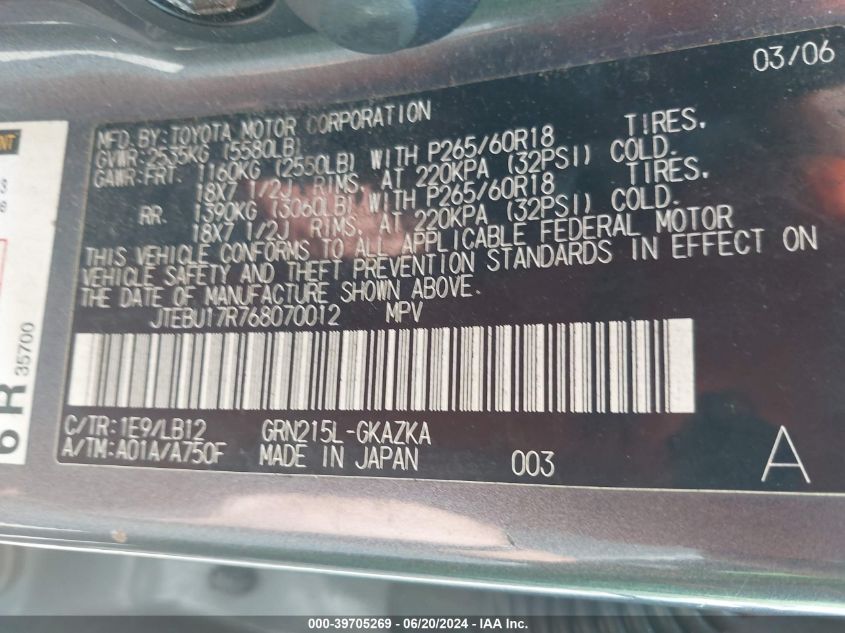 03/06
MFD.BY:TOYOTA MOTOR CORPORATION
GVWR:2535KG (5580LB)
GAWR:FRT. 1160KG (2550LB) WITH P265/60R18 TIRES,
18X7 1/2J RIMS, AT 220KPA (32PSI) COLD.
RR. 1390KG (3060LB) WITH P265/60R18 TIRES,
18X7 1/2J RIMS, AT 220KPA (32PSI) COLD.
THIS VEHICLE CONFORMS TO ALL APPLICABLE FEDERAL MOTOR
VEHICLE SAFETY AND THEFT PREVENTION STANDARDS IN EFFECT ON
THE DATE OF MANUFACTURE SHOWN ABOVE.
JTEBU17R768070012 MPV
C/TR:1E9/LB12 GRN215L-GKAZKA
A/TM:A01A/A750F MADE IN JAPAN 003 A
6R
35700
000-39705269 - 06/20/2024 - IAA Inc.